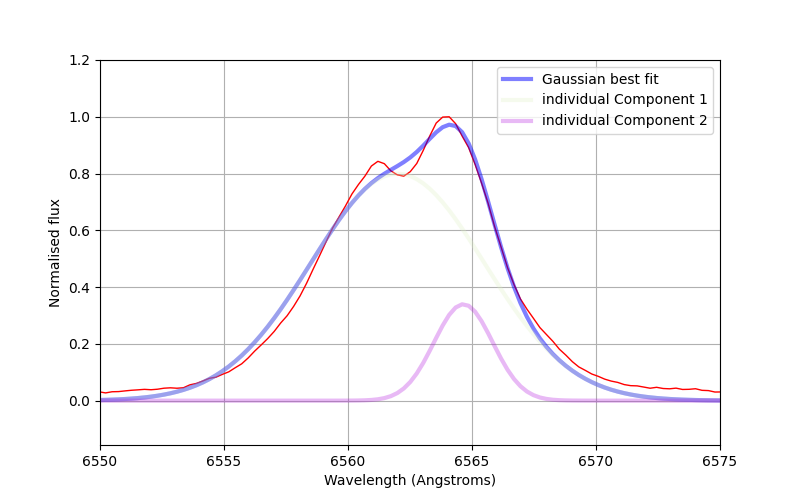 1.2
1.0
0.8
0.6
0.4
0.2
0.0
Normalised flux
Gaussian best fit
individual Component 1
individual Component 2
6550 6555 6560 6565 6570 6575
Wavelength (Angstroms)